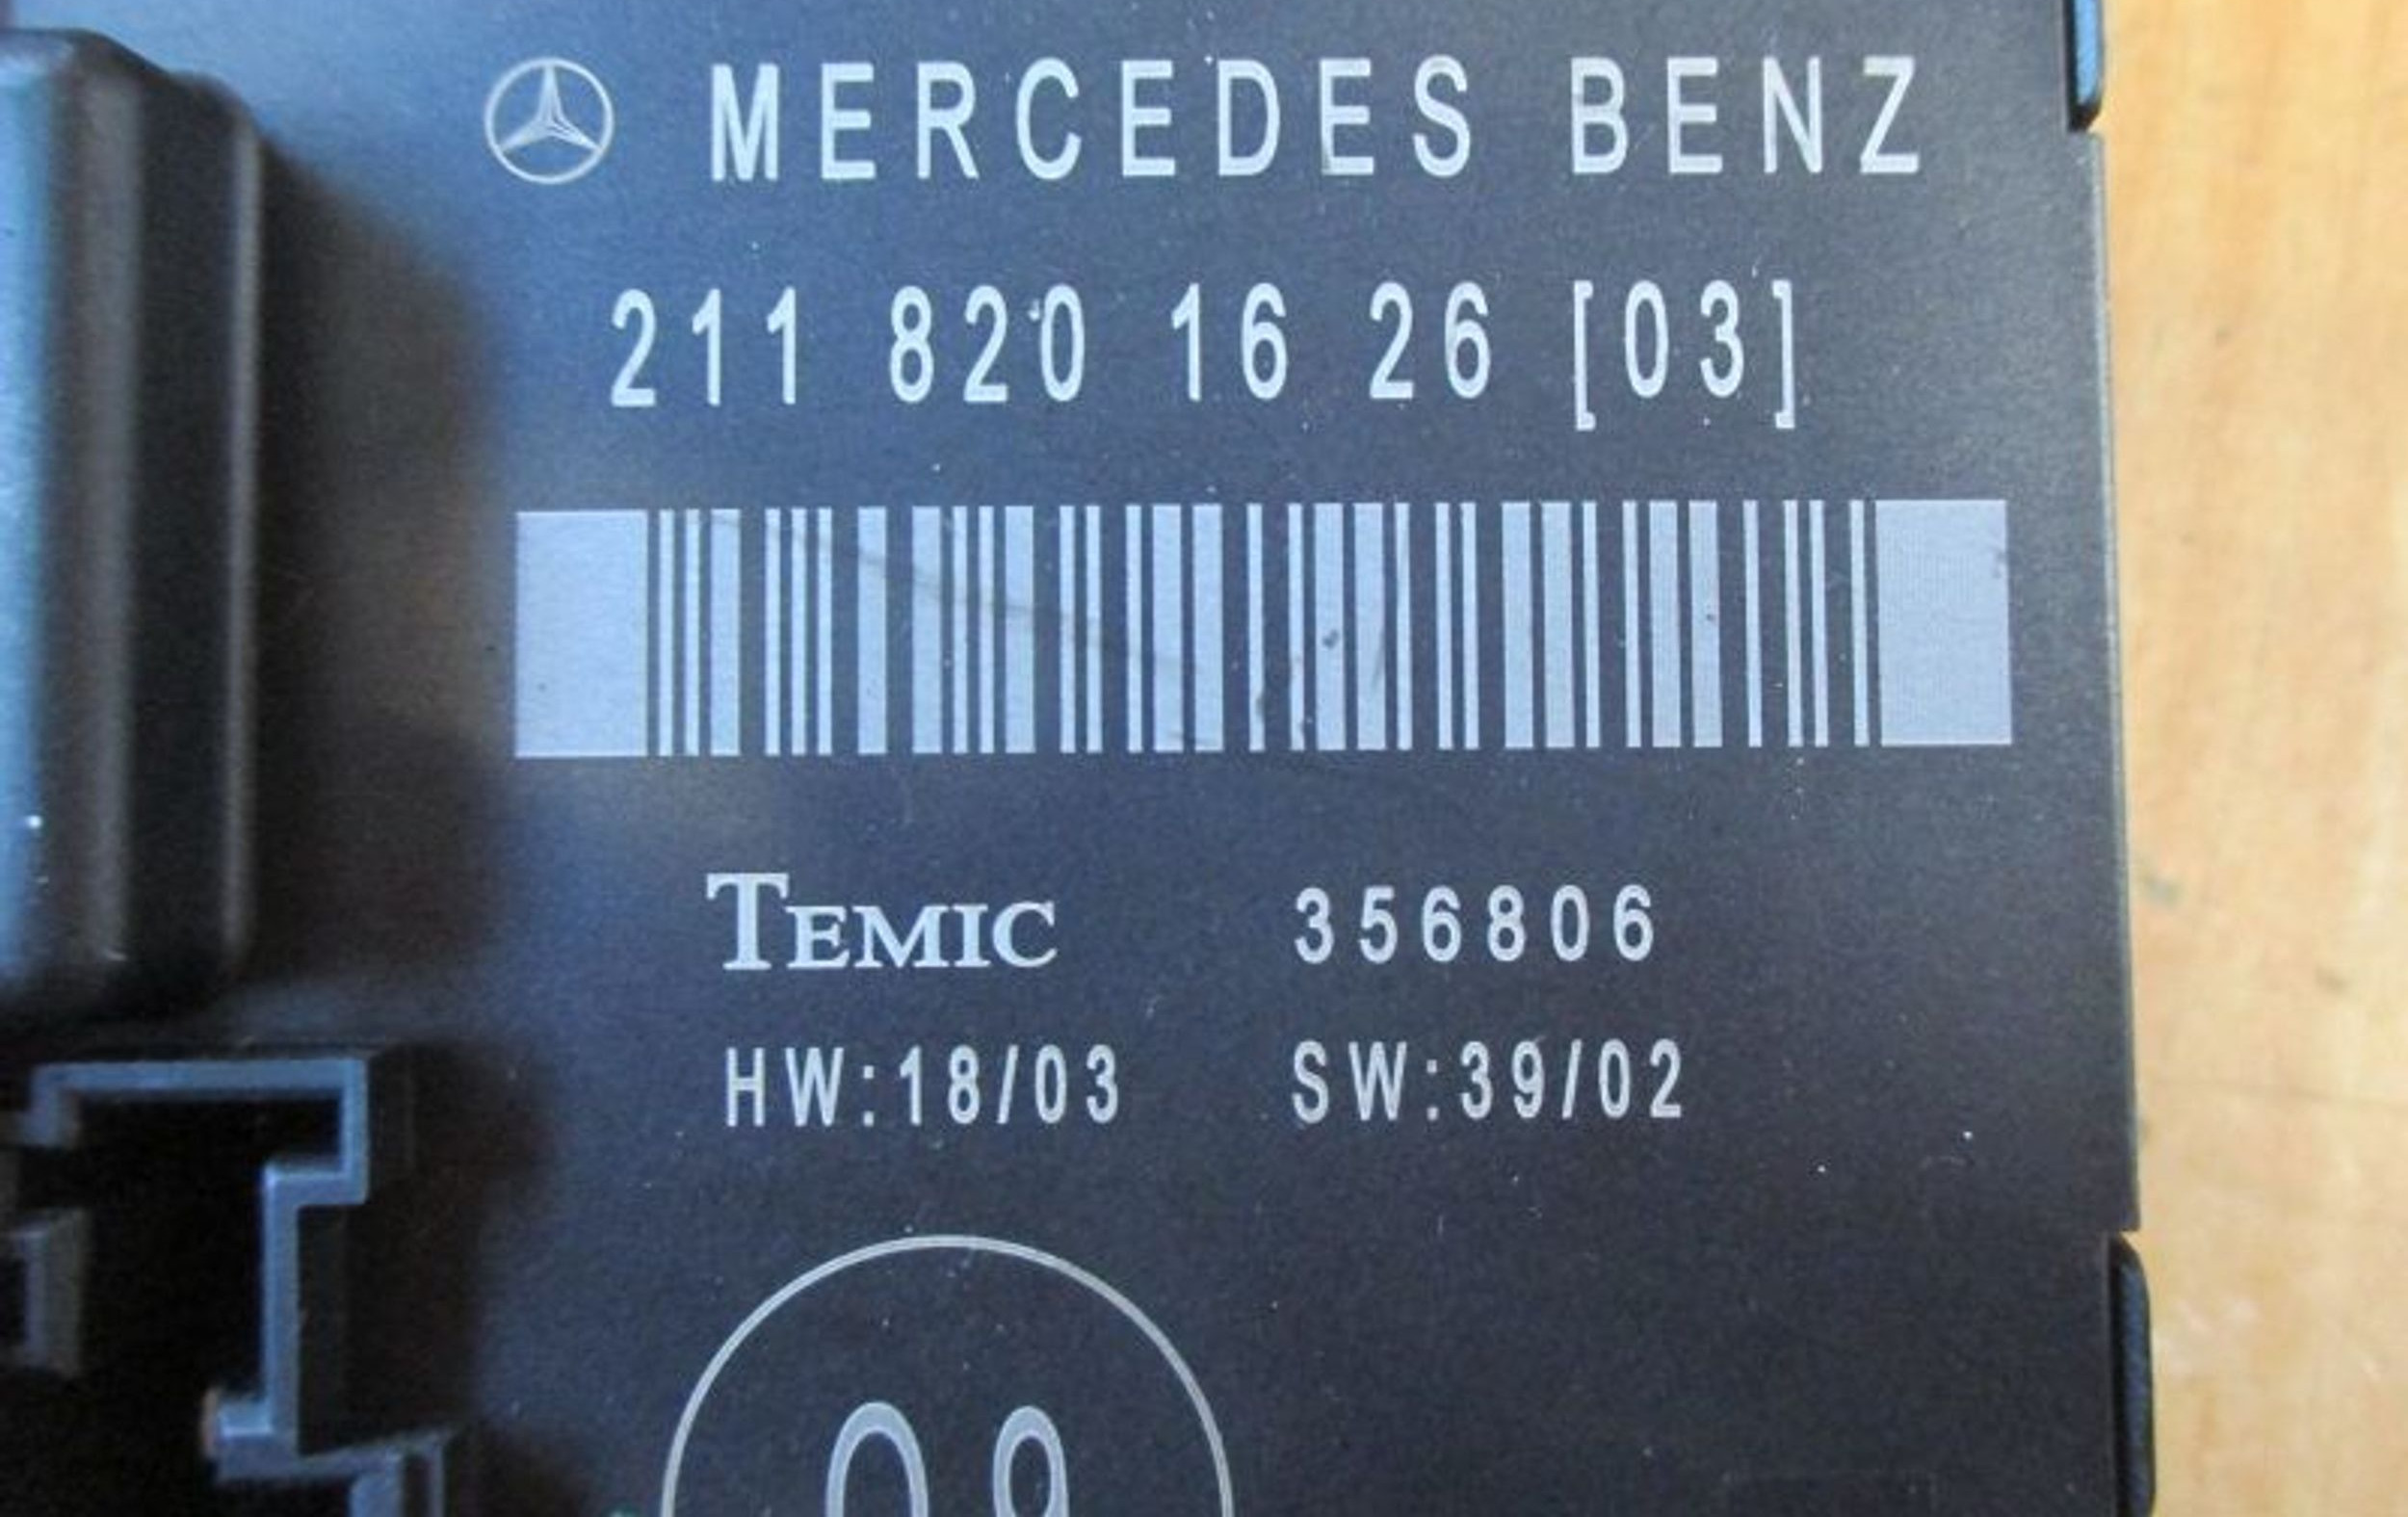 MERCEDES BENZ
211 820 16 26 [03]
TEMIC 356806
HW:18/03 SW:39/02